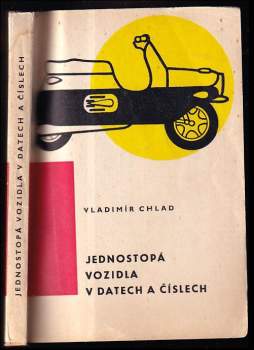 JEDNOSTOPÁ VOZIDLA V DATECH A ČÍSLECH
VLADIMÍR CHLAD
JEDNOSTOPÁ
VOZIDLA
V DATECH A ČÍSLECH